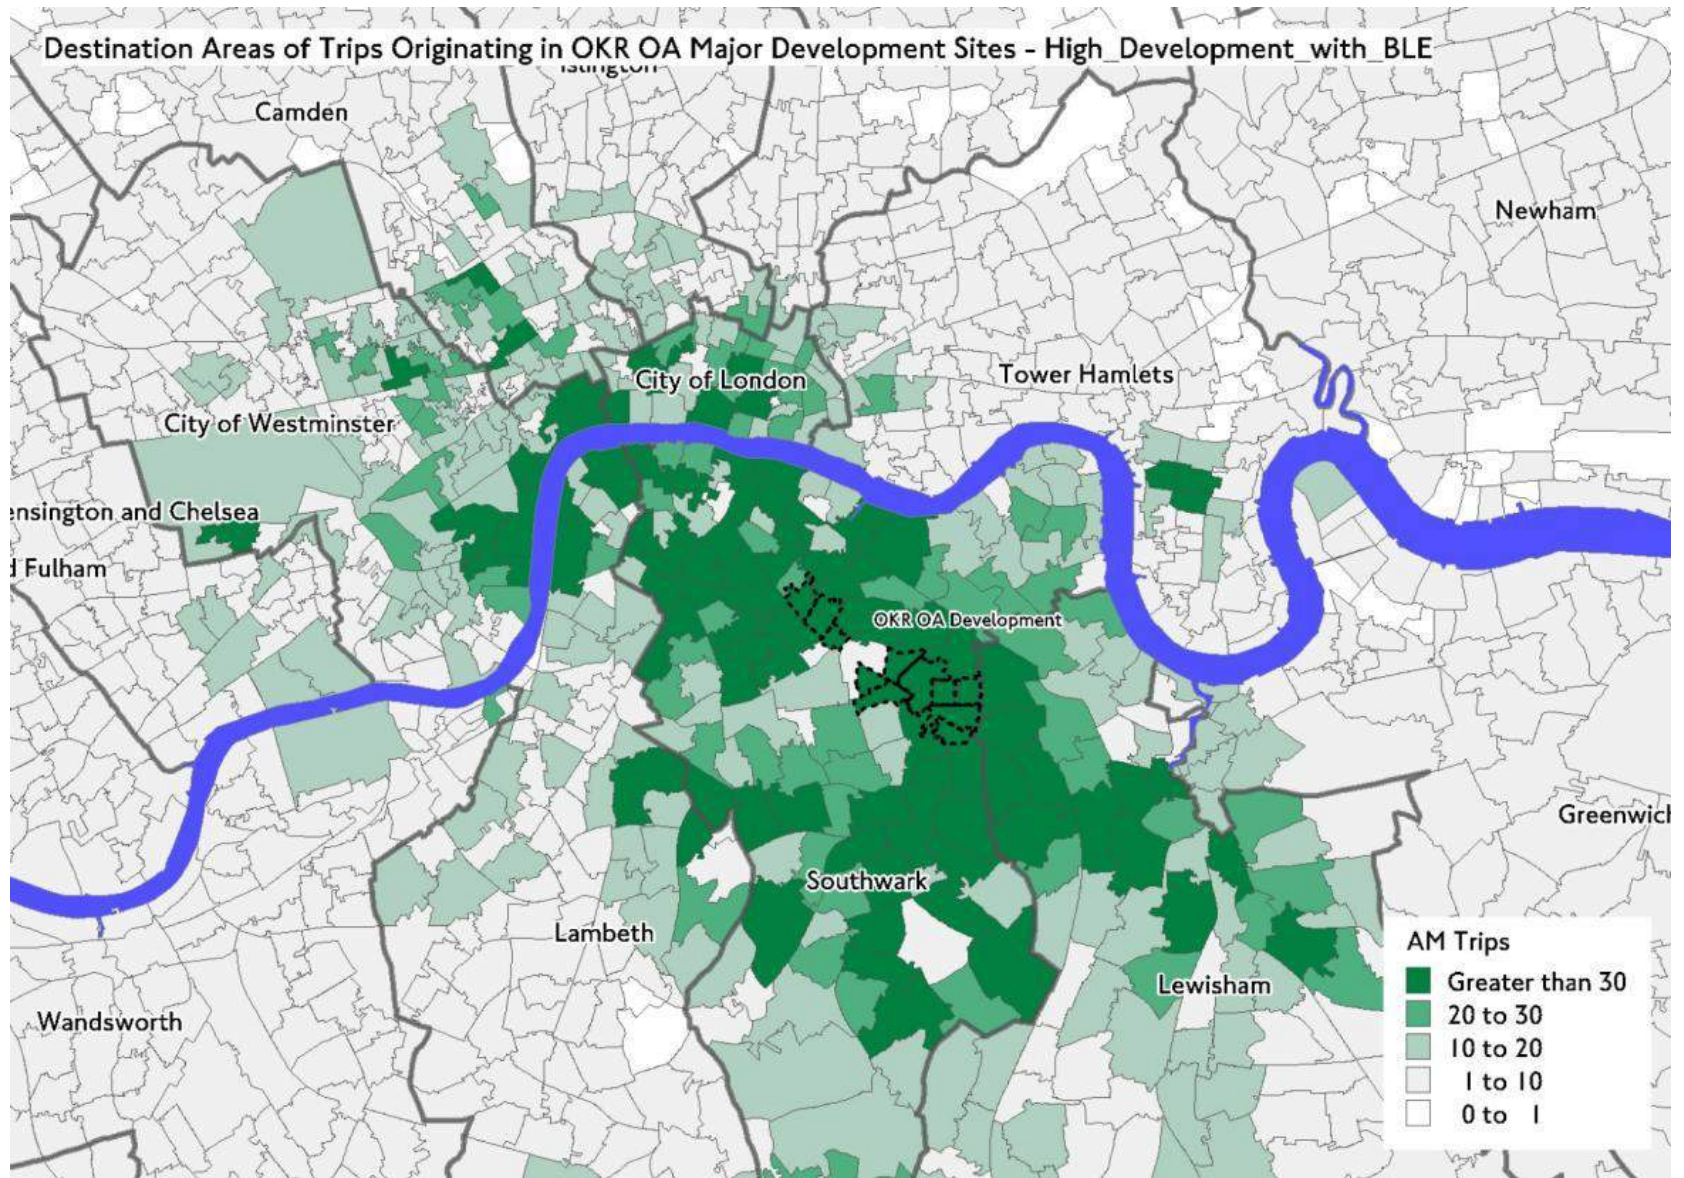 Destination Areas of Trips Originating in OKR OA Major Development Sites - High_Development_with_BLE
Islington
Camden
Newham
Tower Hamlets
City of London
City of Westminster
ensington and Chelsea
d Fulham
OKR OA Development
Greenwich
Southwark
Lambeth
Lewisham
Wandsworth
AM Trips
Greater than 30
20 to 30
10 to 20
1 to 10
0 to 1